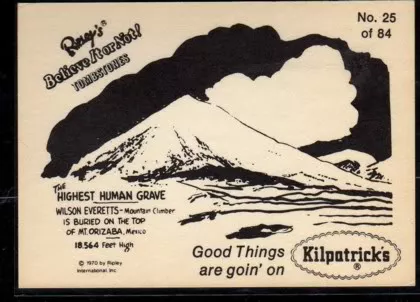 Ripley's®
Believe It or Not!
TOMBSTONES
No. 25
of 84
THE
HIGHEST HUMAN GRAVE
WILSON EVERETTS - Mountain Climber
IS BURIED ON THE TOP
OF MT. ORIZABA, Mexico
18.564 Feet High
© 1970 by Ripley
International Inc.
Good Things
are goin' on
Kilpatrick's
®